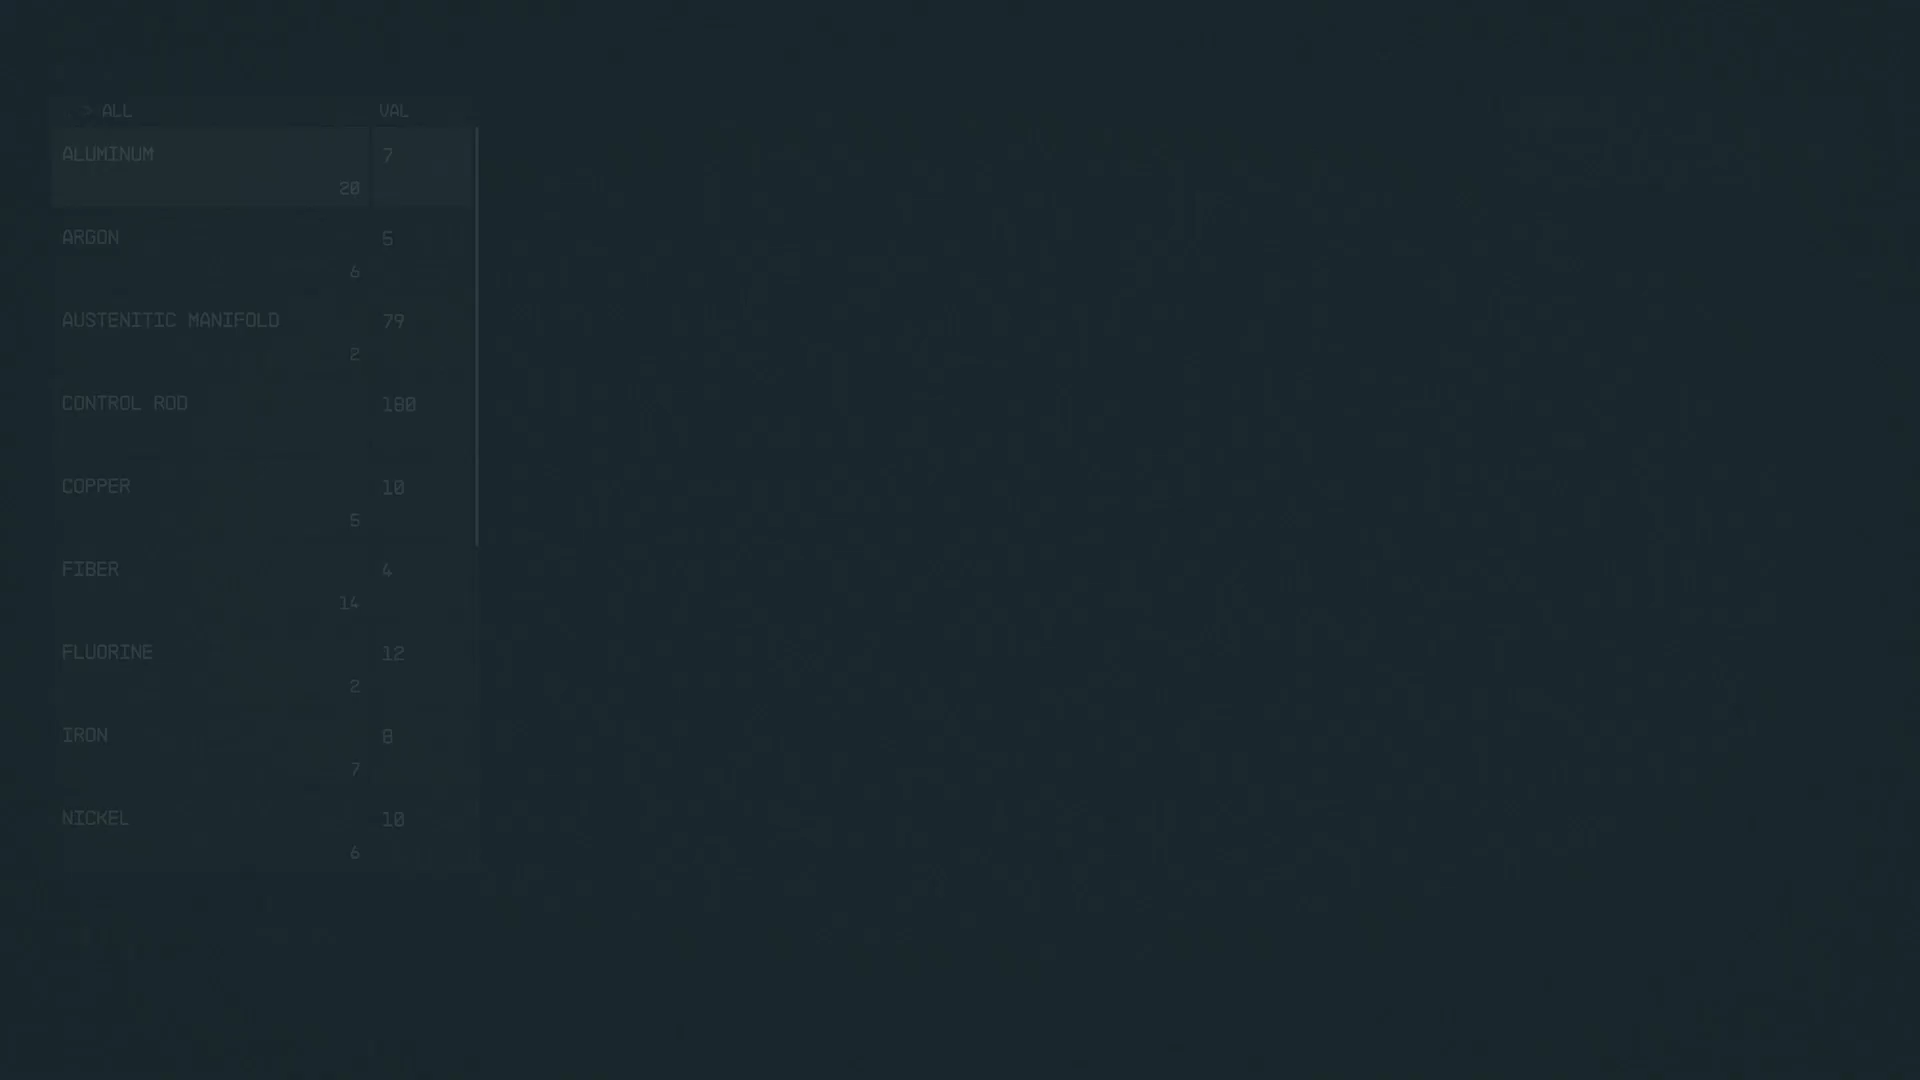 .. > ALL VAL
ALUMINUM 7
20
ARGON 5
6
AUSTENITIC MANIFOLD 79
2
CONTROL ROD 180
COPPER 10
5
FIBER 4
14
FLUORINE 12
2
IRON 8
7
NICKEL 10
6